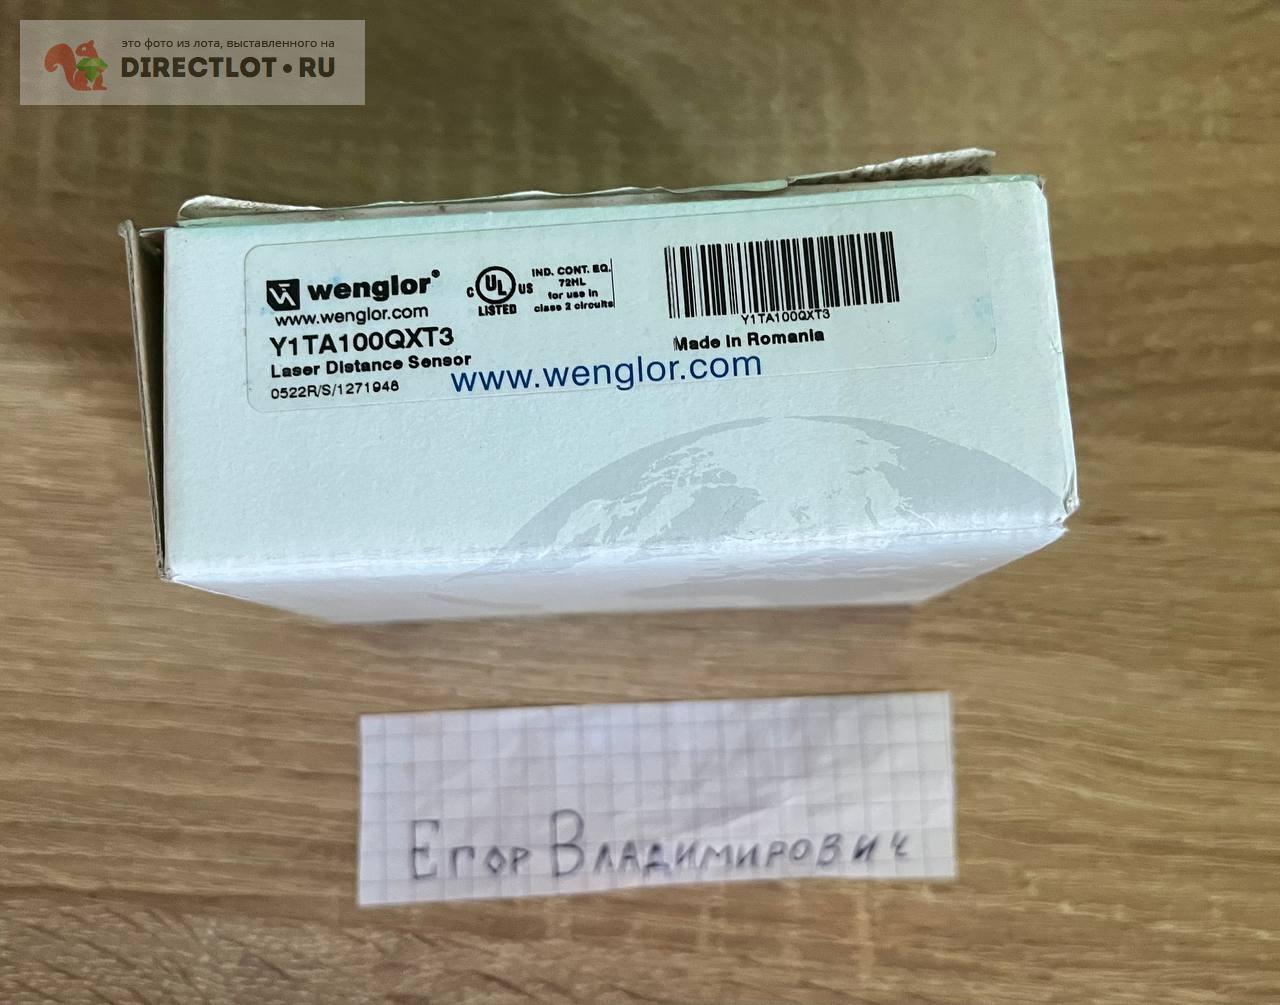 это фото из лота, выставленного на
DIRECTLOT•RU
wenglor®
www.wenglor.com
Y1TA100QXT3
Laser Distance Sensor
0522R/S/1271948
C UL US
LISTED
IND. CONT. EQ.
72HL
for use in
class 2 circuits
Y1TA100QXT3
Made in Romania
www.wenglor.com
Егор Владимирович